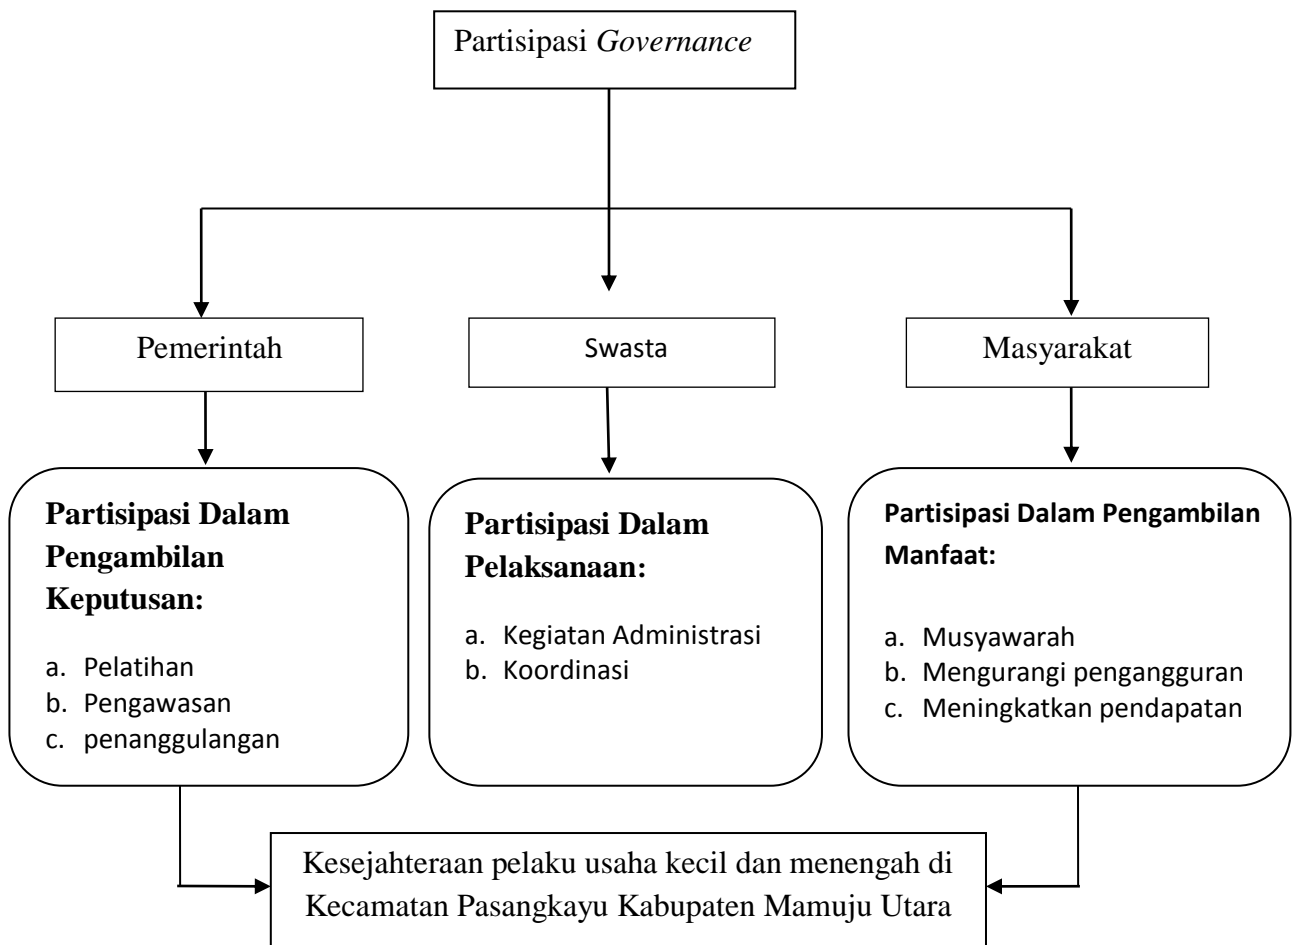 Partisipasi Governance
Pemerintah
Swasta
Masyarakat
Partisipasi Dalam
Pengambilan
Keputusan:
a. Pelatihan
b. Pengawasan
c. penanggulangan
Partisipasi Dalam
Pelaksanaan:
a. Kegiatan Administrasi
b. Koordinasi
Partisipasi Dalam Pengambilan
Manfaat:
a. Musyawarah
b. Mengurangi pengangguran
c. Meningkatkan pendapatan
Kesejahteraan pelaku usaha kecil dan menengah di
Kecamatan Pasangkayu Kabupaten Mamuju Utara